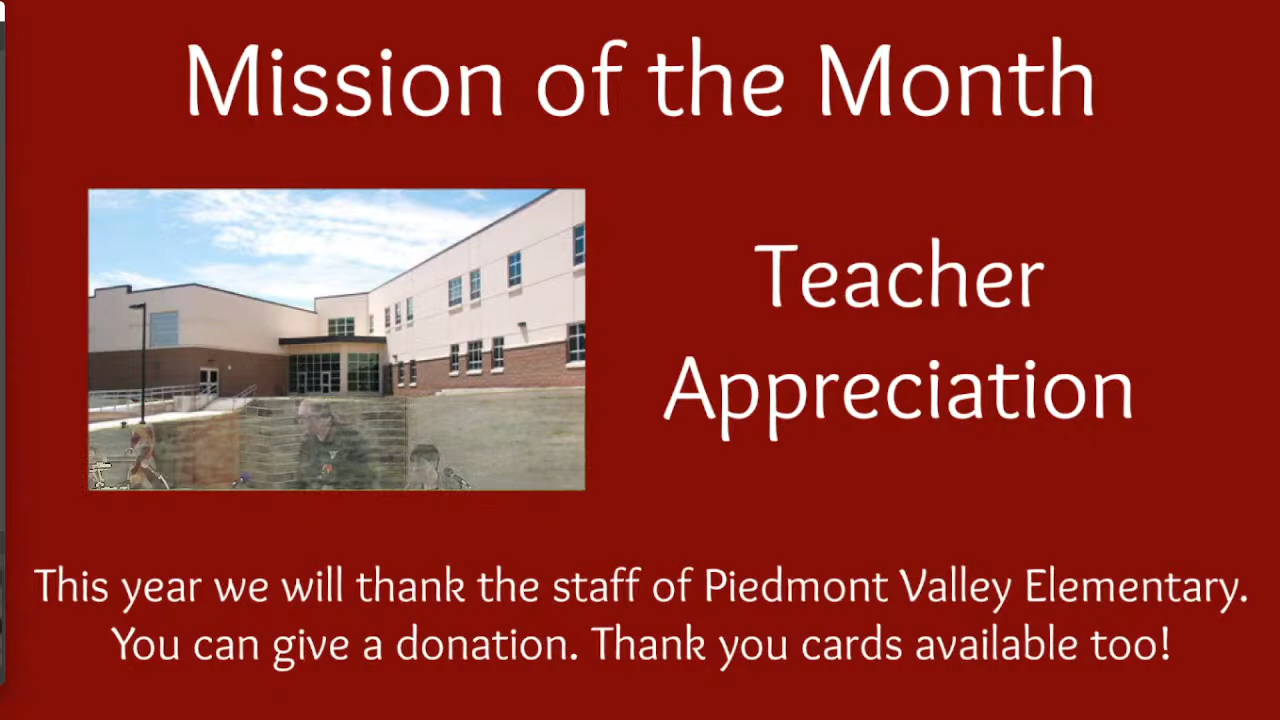 Mission of the Month
Teacher
Appreciation
This year we will thank the staff of Piedmont Valley Elementary.
You can give a donation. Thank you cards available too!